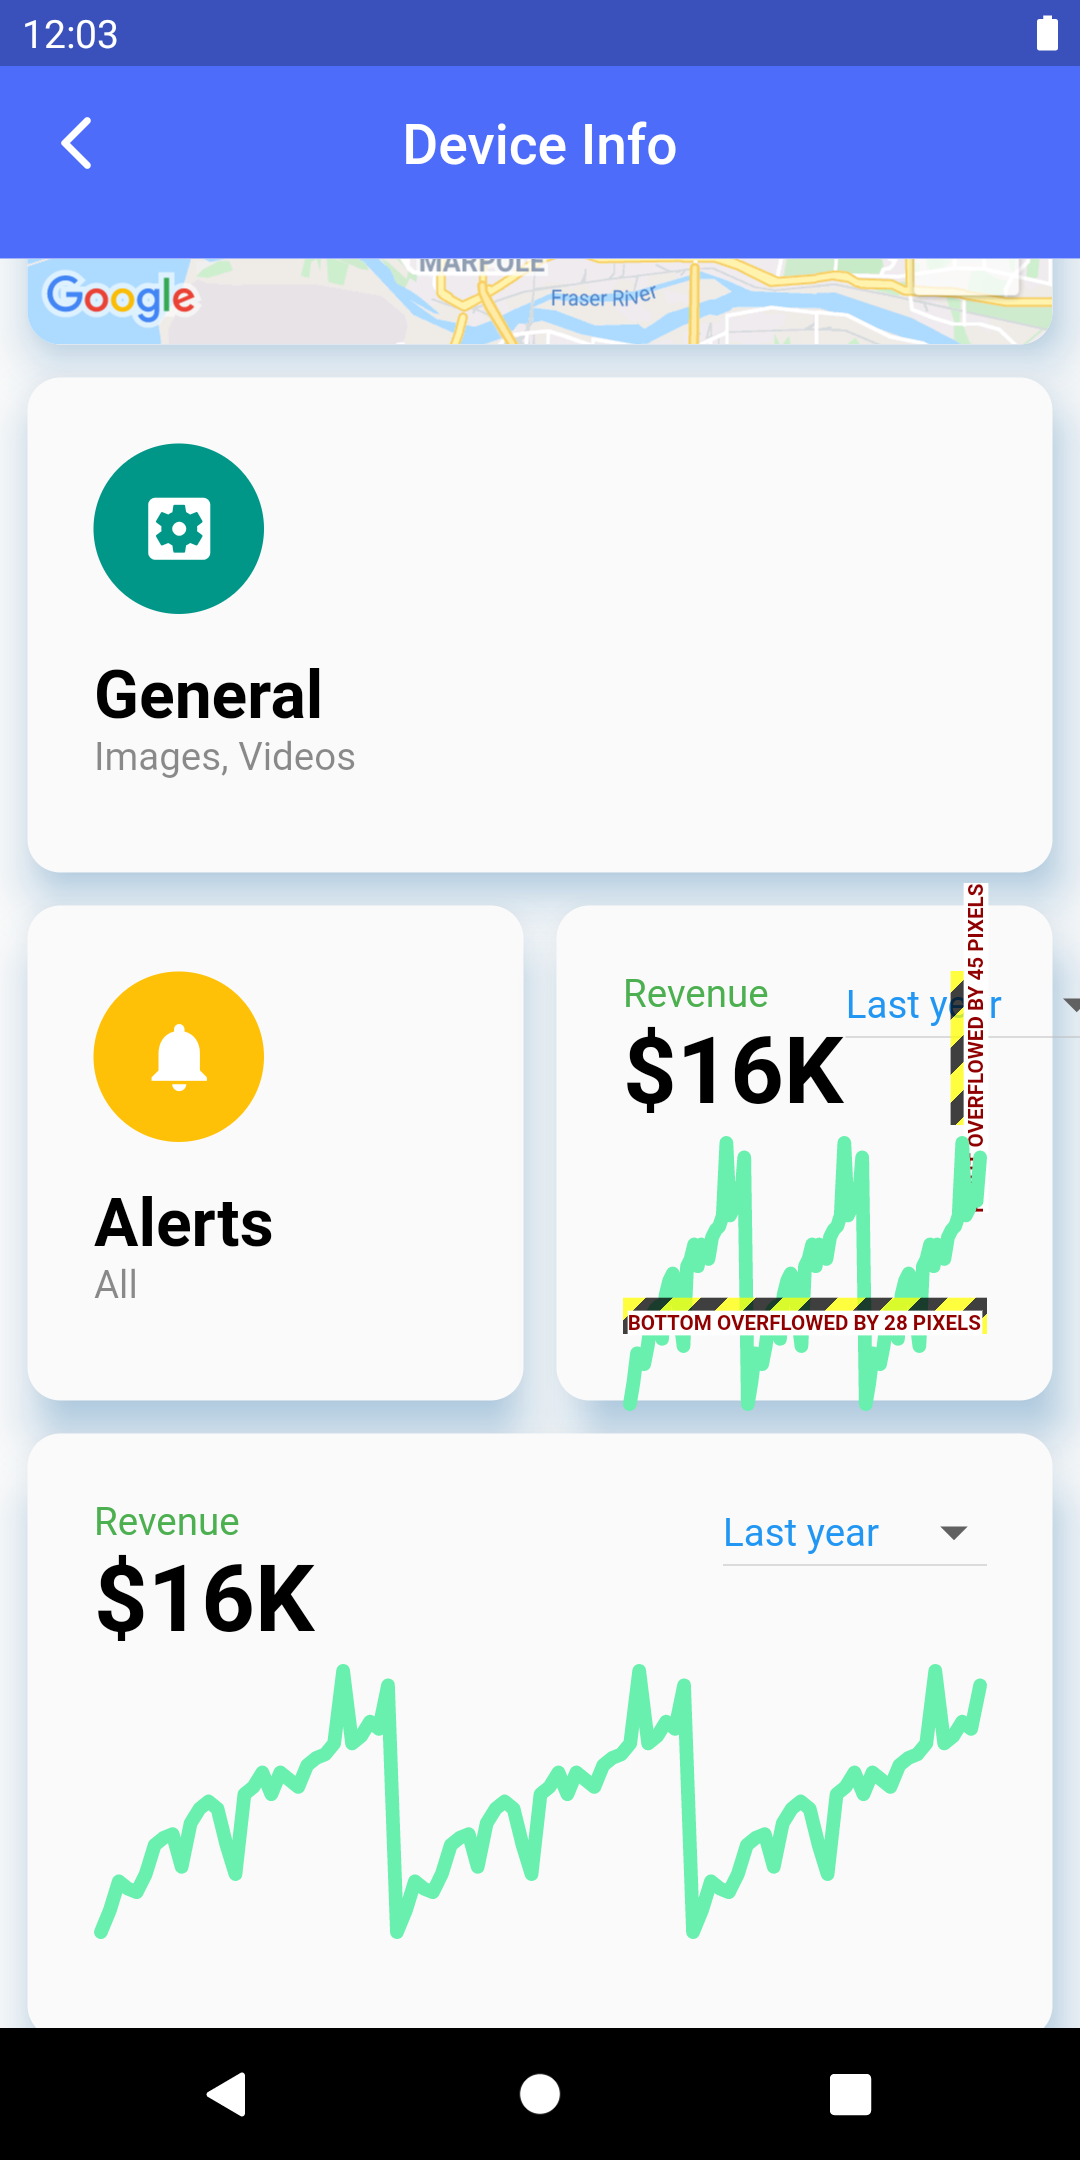 12:03
Device Info
MARPOLE
Google
Fraser River
General
Images, Videos
Alerts
All
Revenue
$16K
Last year
OVERFLOWED BY 45 PIXELS
BOTTOM OVERFLOWED BY 28 PIXELS
Revenue
$16K
Last year